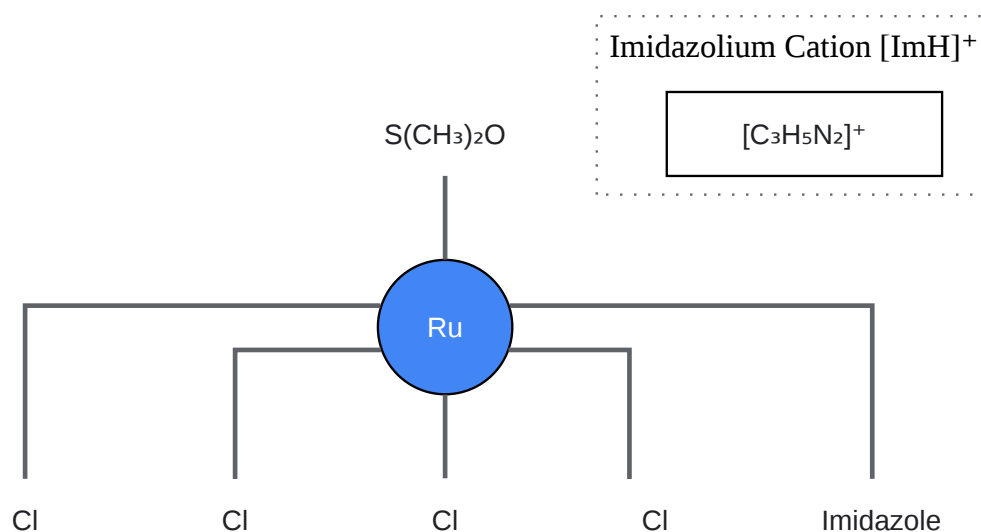 Imidazolium Cation [ImH]⁺
[C₃H₅N₂]⁺
S(CH₃)₂O
Ru
Cl
Cl
Cl
Cl
Imidazole